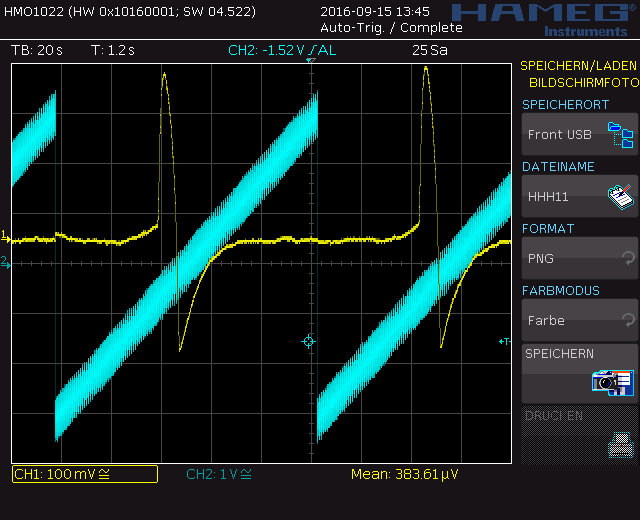 HMO1022 (HW 0x10160001; SW 04.522)
2016-09-15 13:45
Auto-Trig. / Complete
HAMEG
Instruments
TB: 20 s T: 1.2 s CH2: -1.52 V ∫ AL 25 Sa
SPEICHERN/LADEN
BILDSCHIRMFOTO
SPEICHERORT
Front USB
DATEINAME
HHH11
FORMAT
PNG
FARBMODUS
Farbe
SPEICHERN
DRUCKEN
1
2
T
CH1: 100 mV ≅ CH2: 1 V ≅ Mean: 383.61 µV